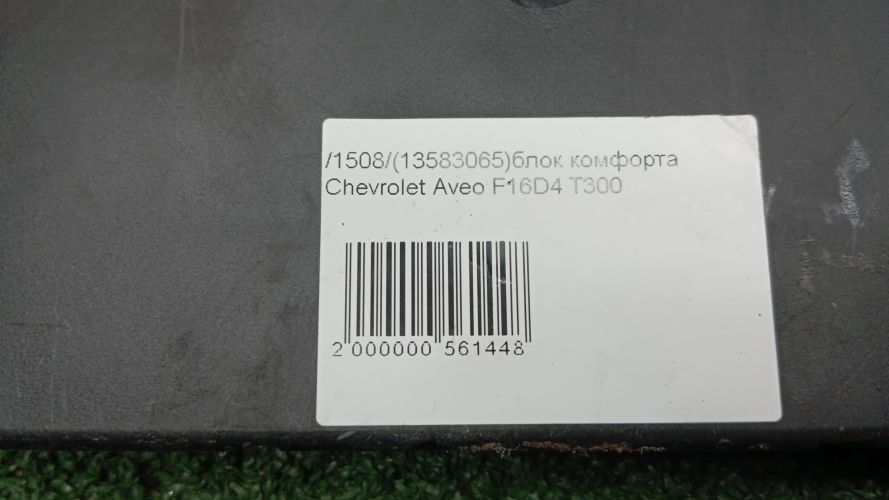 /1508/(13583065)блок комфорта
Chevrolet Aveo F16D4 T300
2 000000 561448